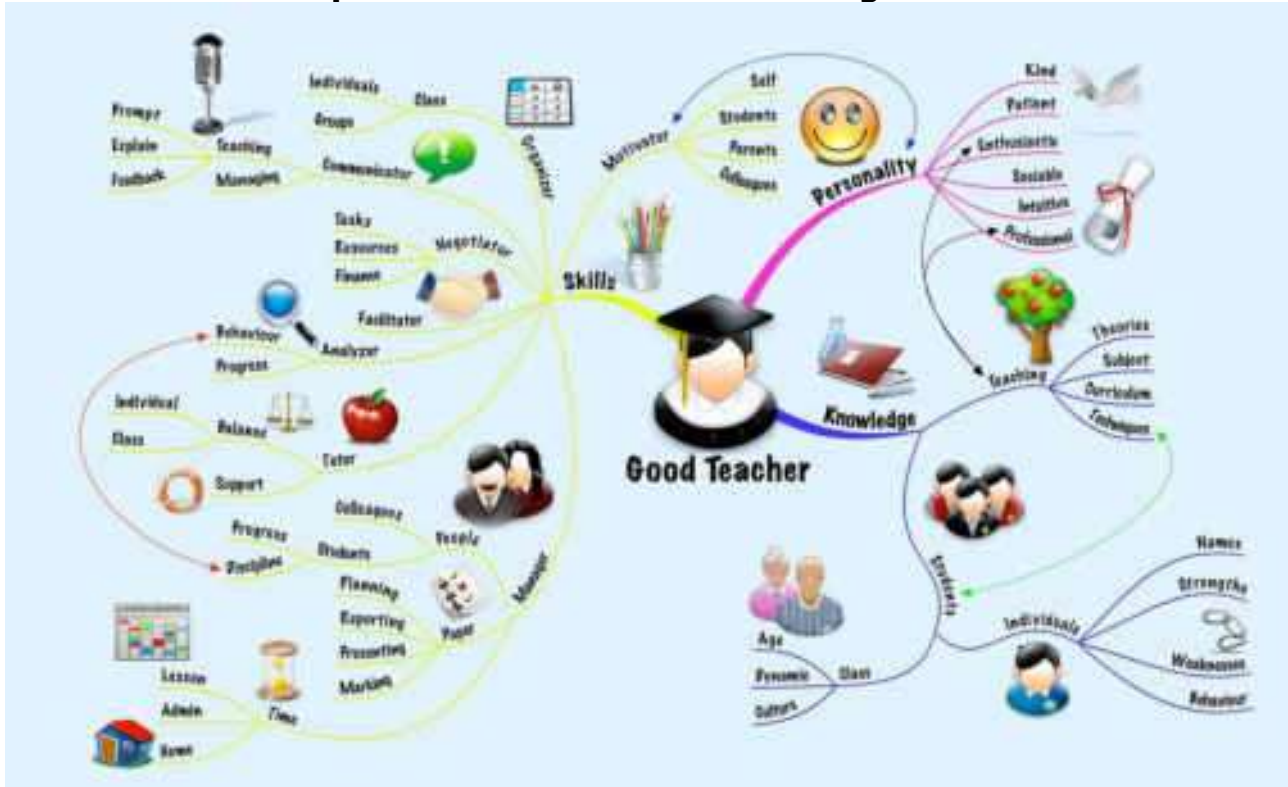 Good Teacher
Skills
Motivator
Self
Students
Parents
Colleagues
Organizer
Class
Individuals
Groups
Communicator
Teaching
Managing
Prompt
Explain
Feedback
Negotiator
Tasks
Resources
Finance
Facilitator
Analyzer
Behaviour
Progress
Tutor
Balance
Individual
Class
Support
Manager
People
Colleagues
Students
Progress
Discipline
Paper
Planning
Reporting
Presenting
Marking
Time
Lesson
Admin
Home
Personality
Kind
Patient
Enthusiastic
Sociable
Intuitive
Professional
Knowledge
Teaching
Theories
Subject
Curriculum
Techniques
Students
Individuals
Names
Strengths
Weaknesses
Behaviour
Class
Age
Culture